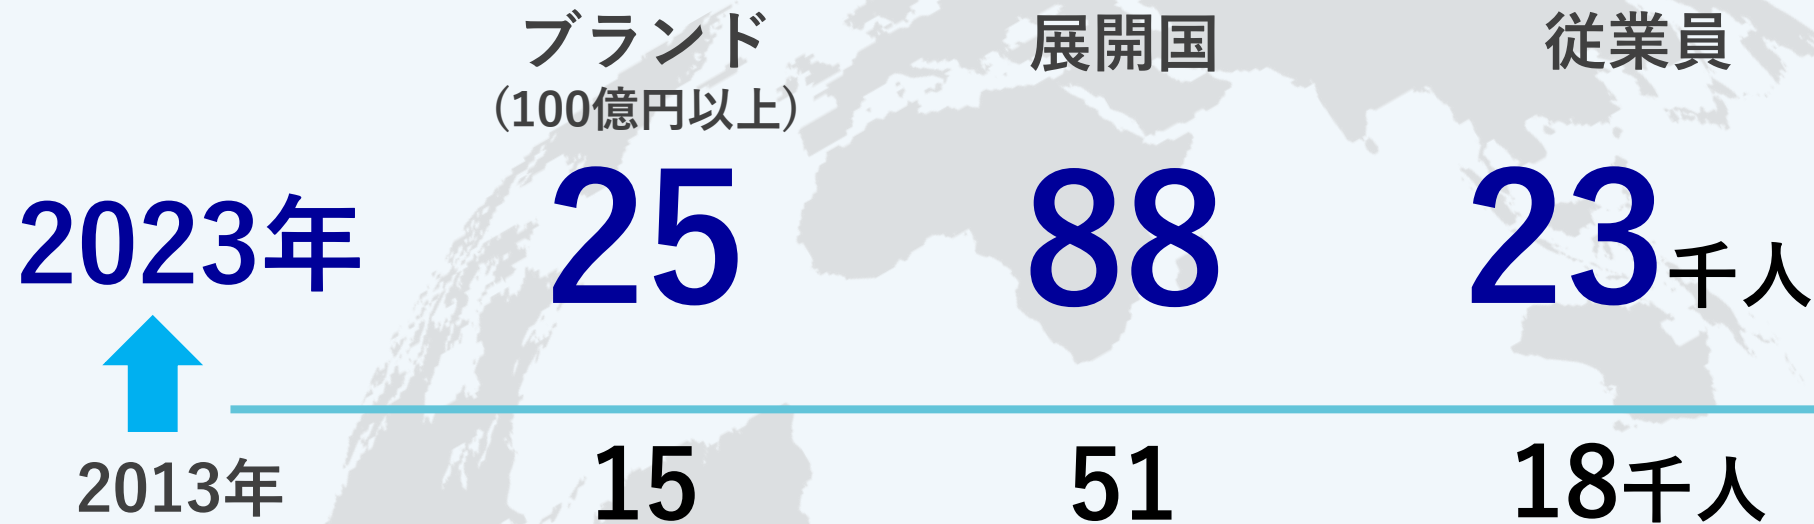 ブランド 展開国 従業員
(100億円以上)
2023年 25 88 23千人
2013年 15 51 18千人